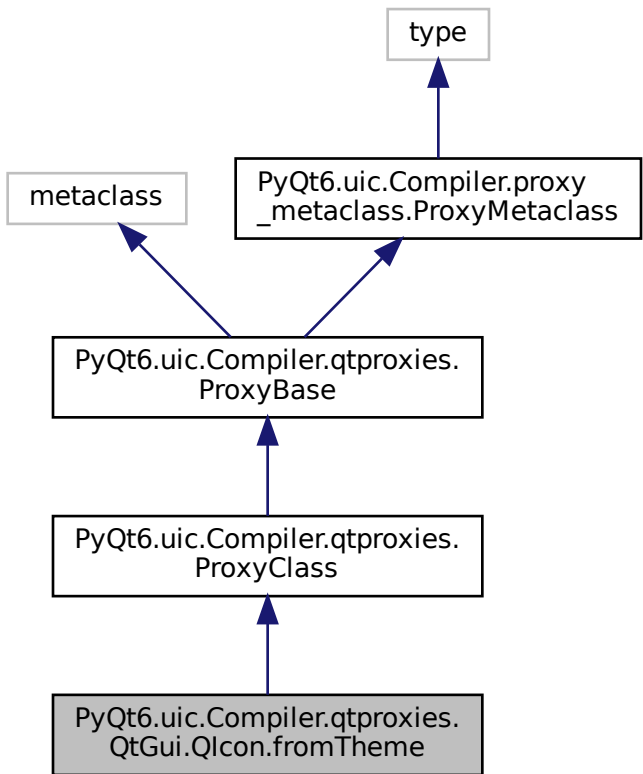 type
metaclass
PyQt6.uic.Compiler.proxy
_metaclass.ProxyMetaclass
PyQt6.uic.Compiler.qtproxies.
ProxyBase
PyQt6.uic.Compiler.qtproxies.
ProxyClass
PyQt6.uic.Compiler.qtproxies.
QtGui.QIcon.fromTheme